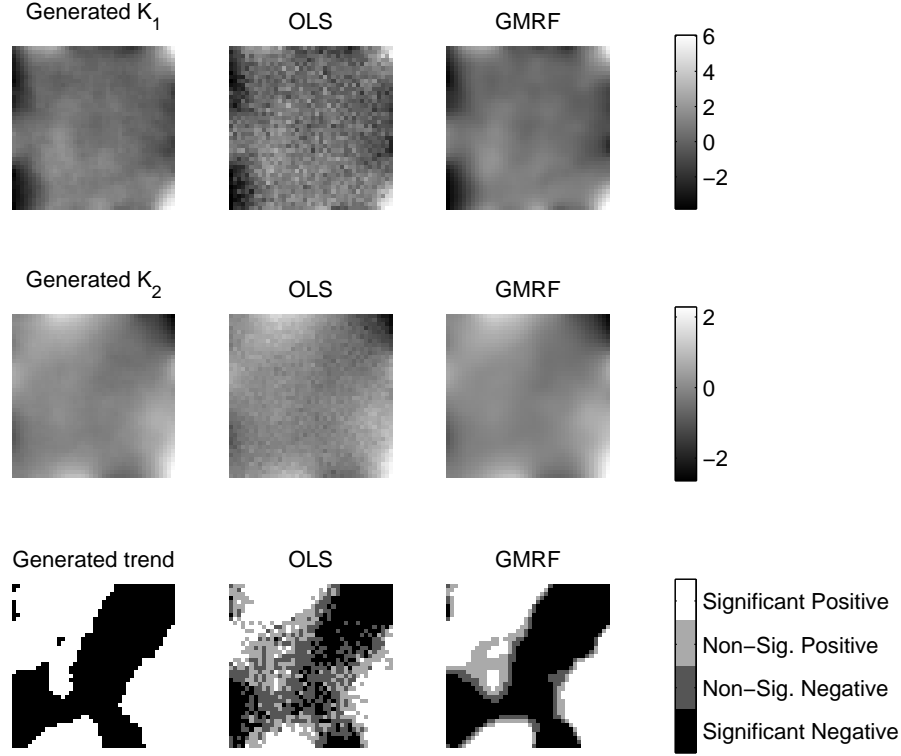 Generated K1 OLS GMRF
6
4
2
0
−2
Generated K2 OLS GMRF
2
0
−2
Generated trend OLS GMRF
Significant Positive
Non−Sig. Positive
Non−Sig. Negative
Significant Negative